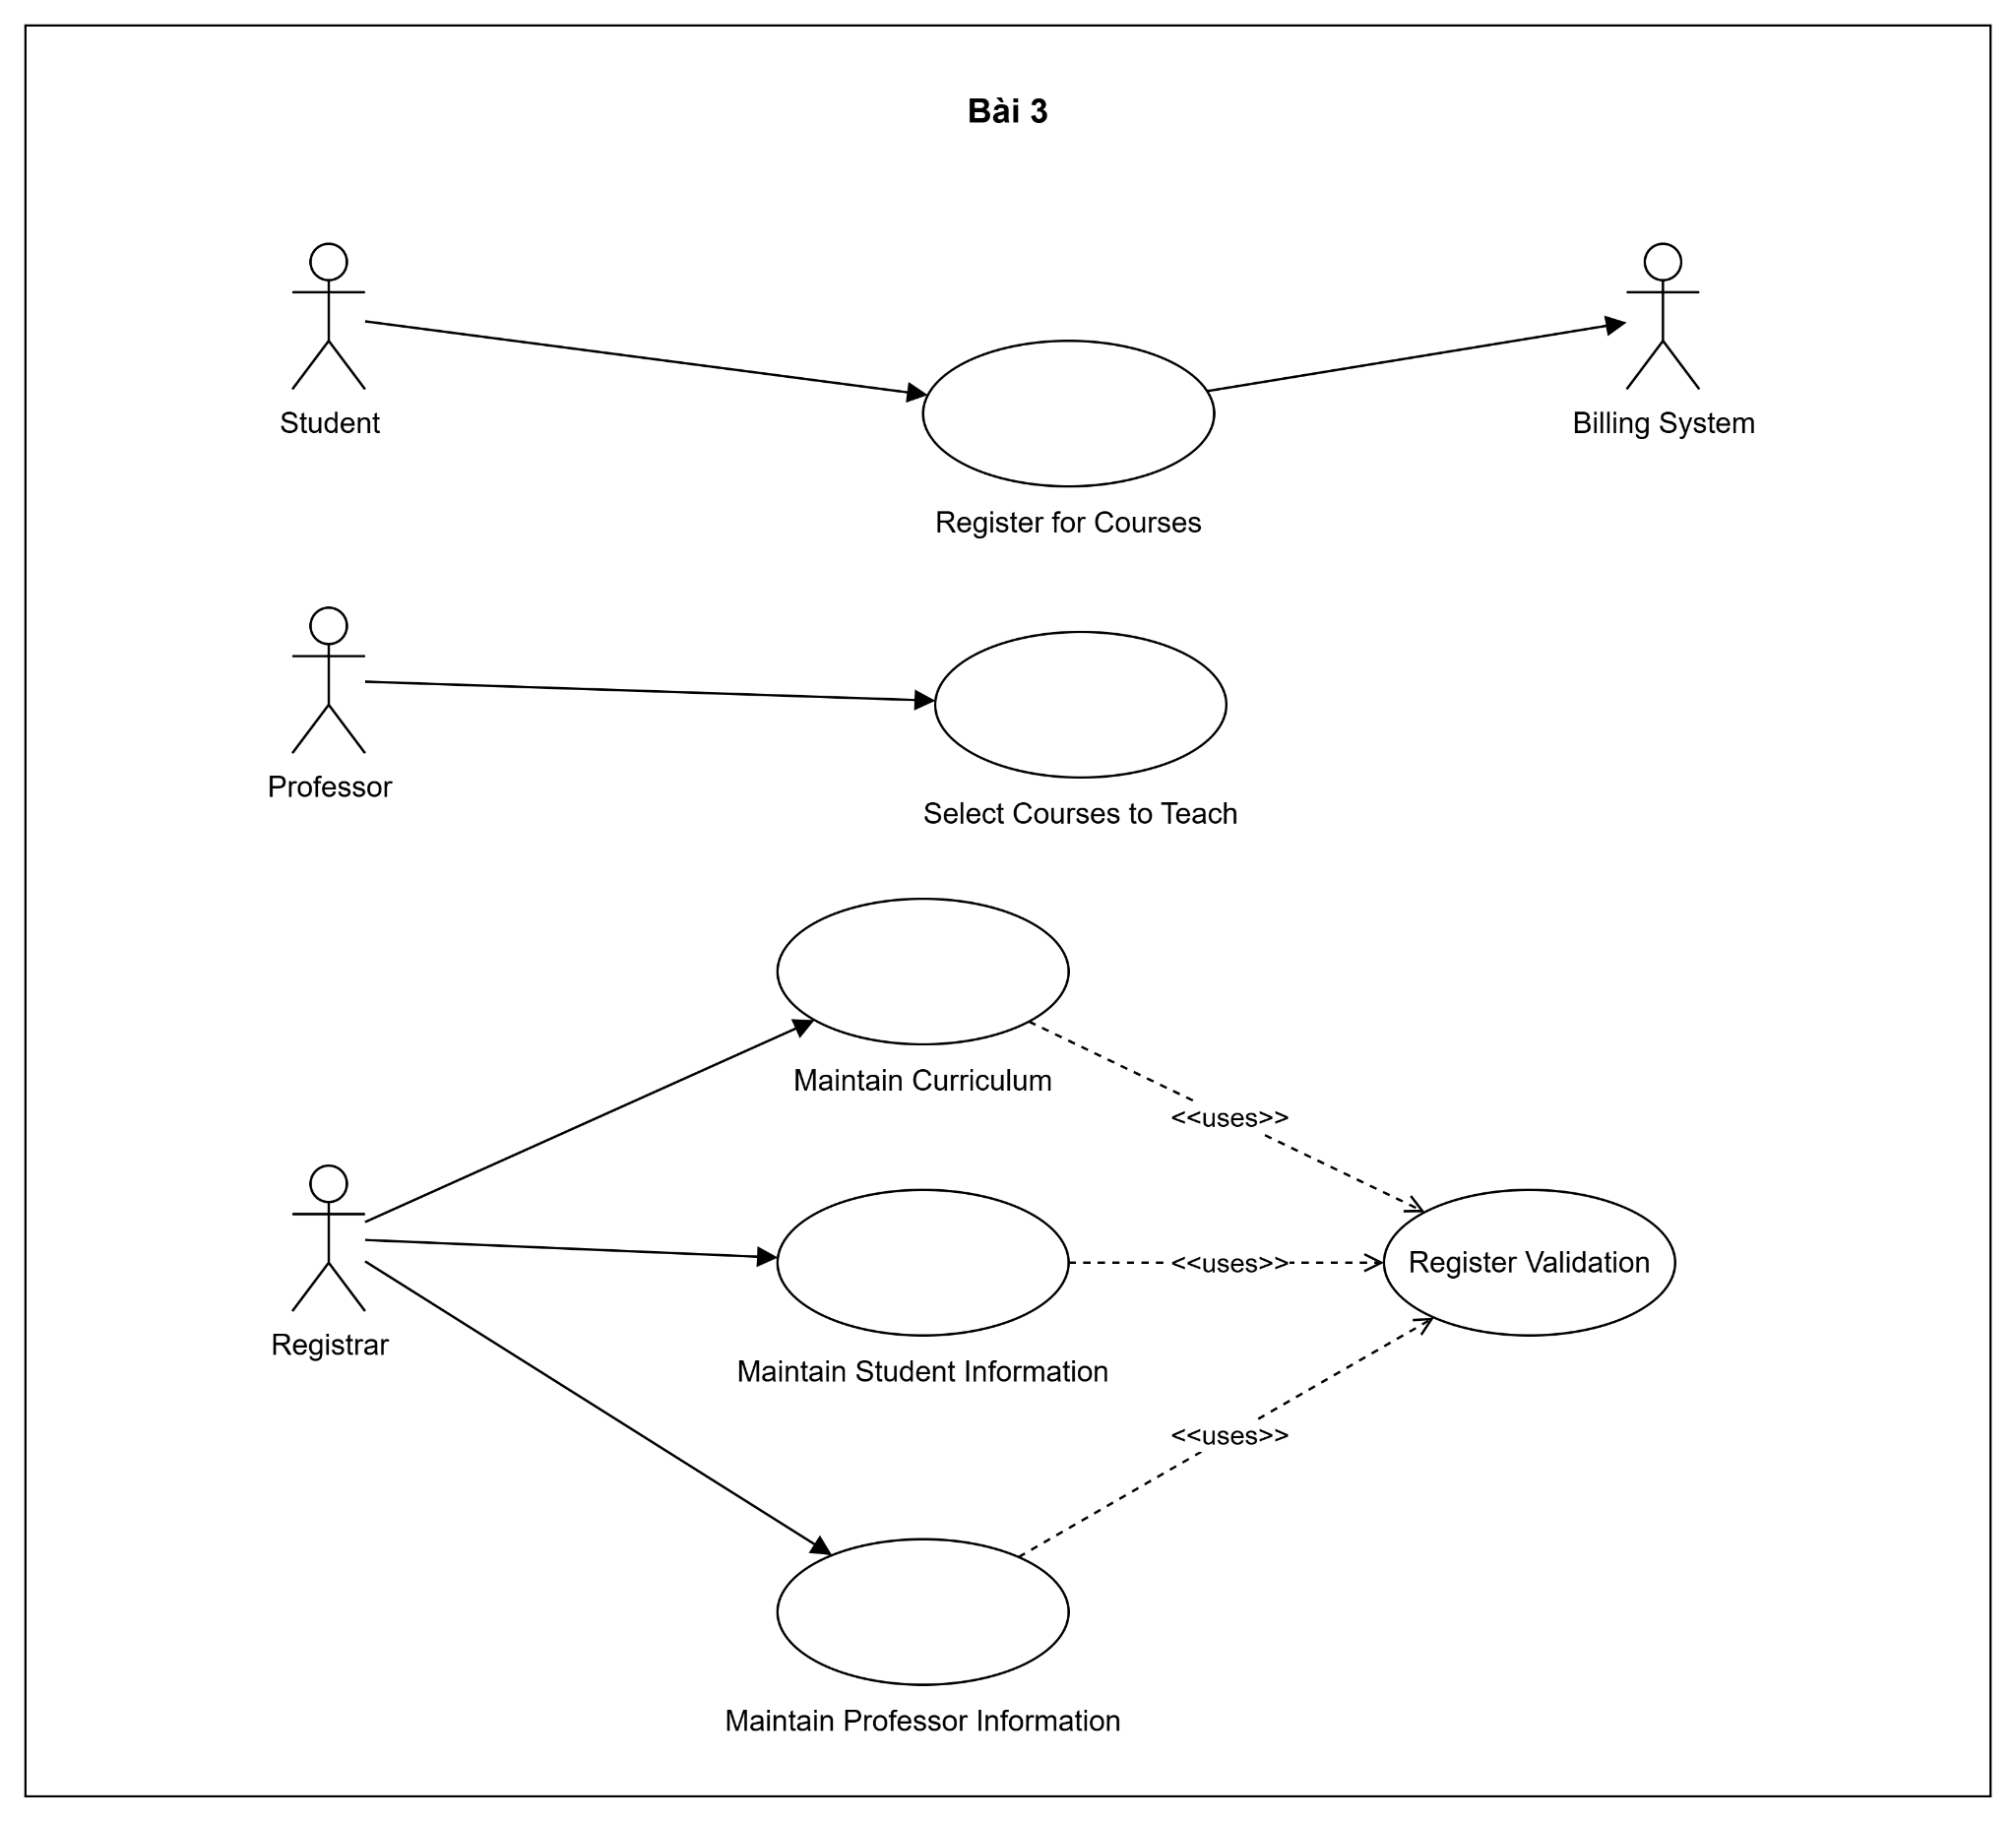 Bài 3
Student
Billing System
Register for Courses
Professor
Select Courses to Teach
Maintain Curriculum
<<uses>>
Registrar
<<uses>>
Register Validation
Maintain Student Information
<<uses>>
Maintain Professor Information